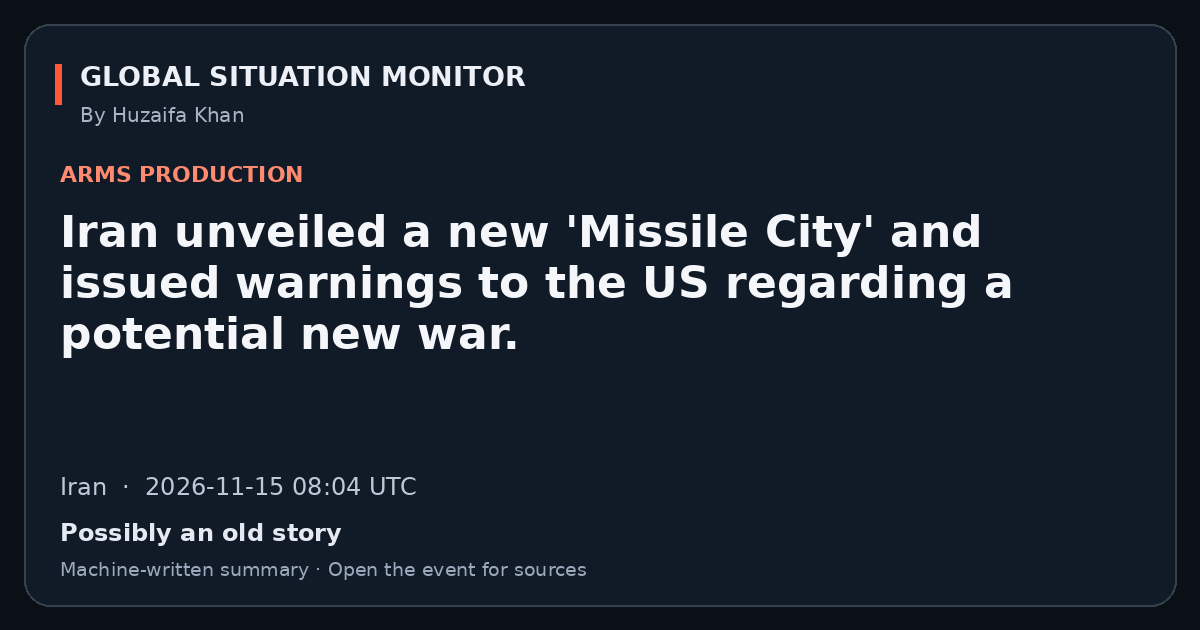 GLOBAL SITUATION MONITOR
By Huzaifa Khan
ARMS PRODUCTION
Iran unveiled a new 'Missile City' and
issued warnings to the US regarding a
potential new war.
Iran · 2026-11-15 08:04 UTC
Possibly an old story
Machine-written summary · Open the event for sources